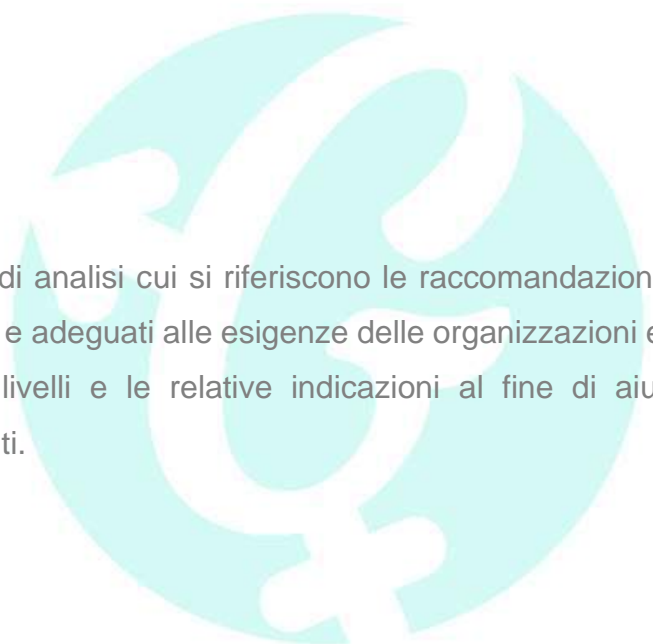 di analisi cui si riferiscono le raccomandazion
e adeguati alle esigenze delle organizzazioni e
livelli e le relative indicazioni al fine di aiu
ti.